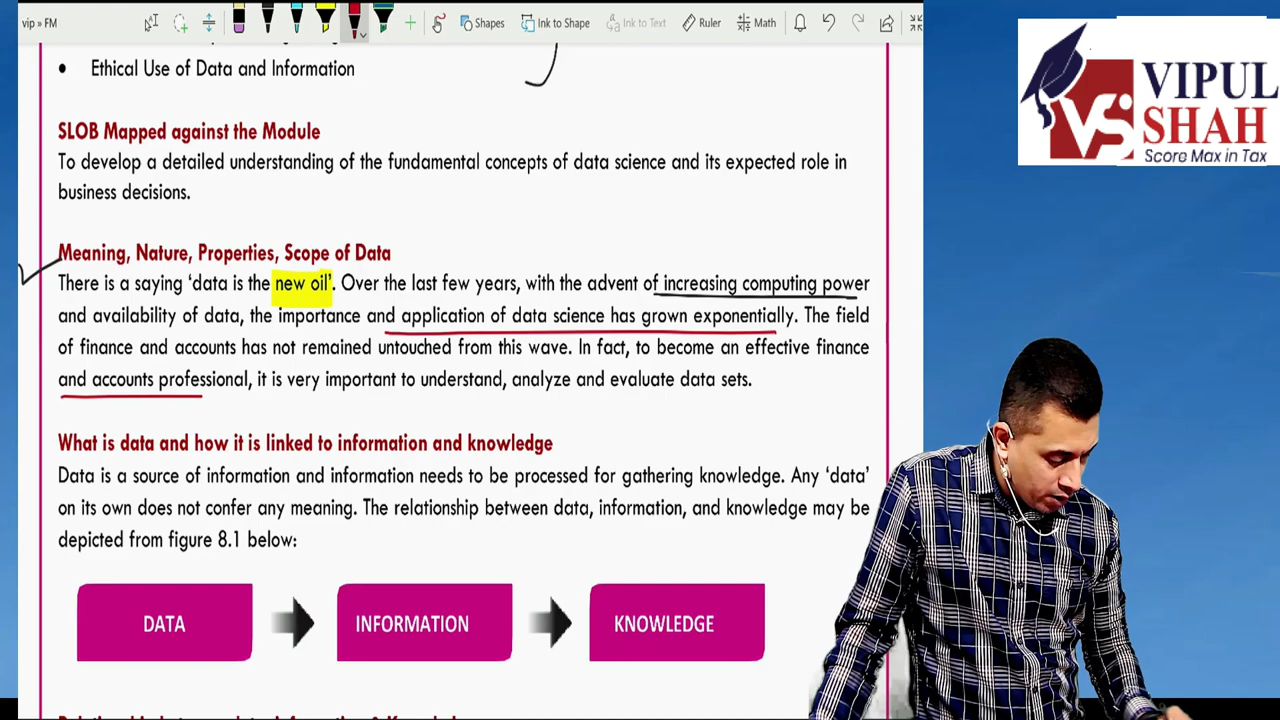 vip » FM
Shapes
Ink to Shape
Ink to Text
Ruler
Math
• Ethical Use of Data and Information
SLOB Mapped against the Module
To develop a detailed understanding of the fundamental concepts of data science and its expected role in
business decisions.
Meaning, Nature, Properties, Scope of Data
There is a saying ‘data is the new oil’. Over the last few years, with the advent of increasing computing power
and availability of data, the importance and application of data science has grown exponentially. The field
of finance and accounts has not remained untouched from this wave. In fact, to become an effective finance
and accounts professional, it is very important to understand, analyze and evaluate data sets.
What is data and how it is linked to information and knowledge
Data is a source of information and information needs to be processed for gathering knowledge. Any ‘data’
on its own does not confer any meaning. The relationship between data, information, and knowledge may be
depicted from figure 8.1 below:
DATA
INFORMATION
KNOWLEDGE
VS
VIPUL
SHAH
Score Max in Tax